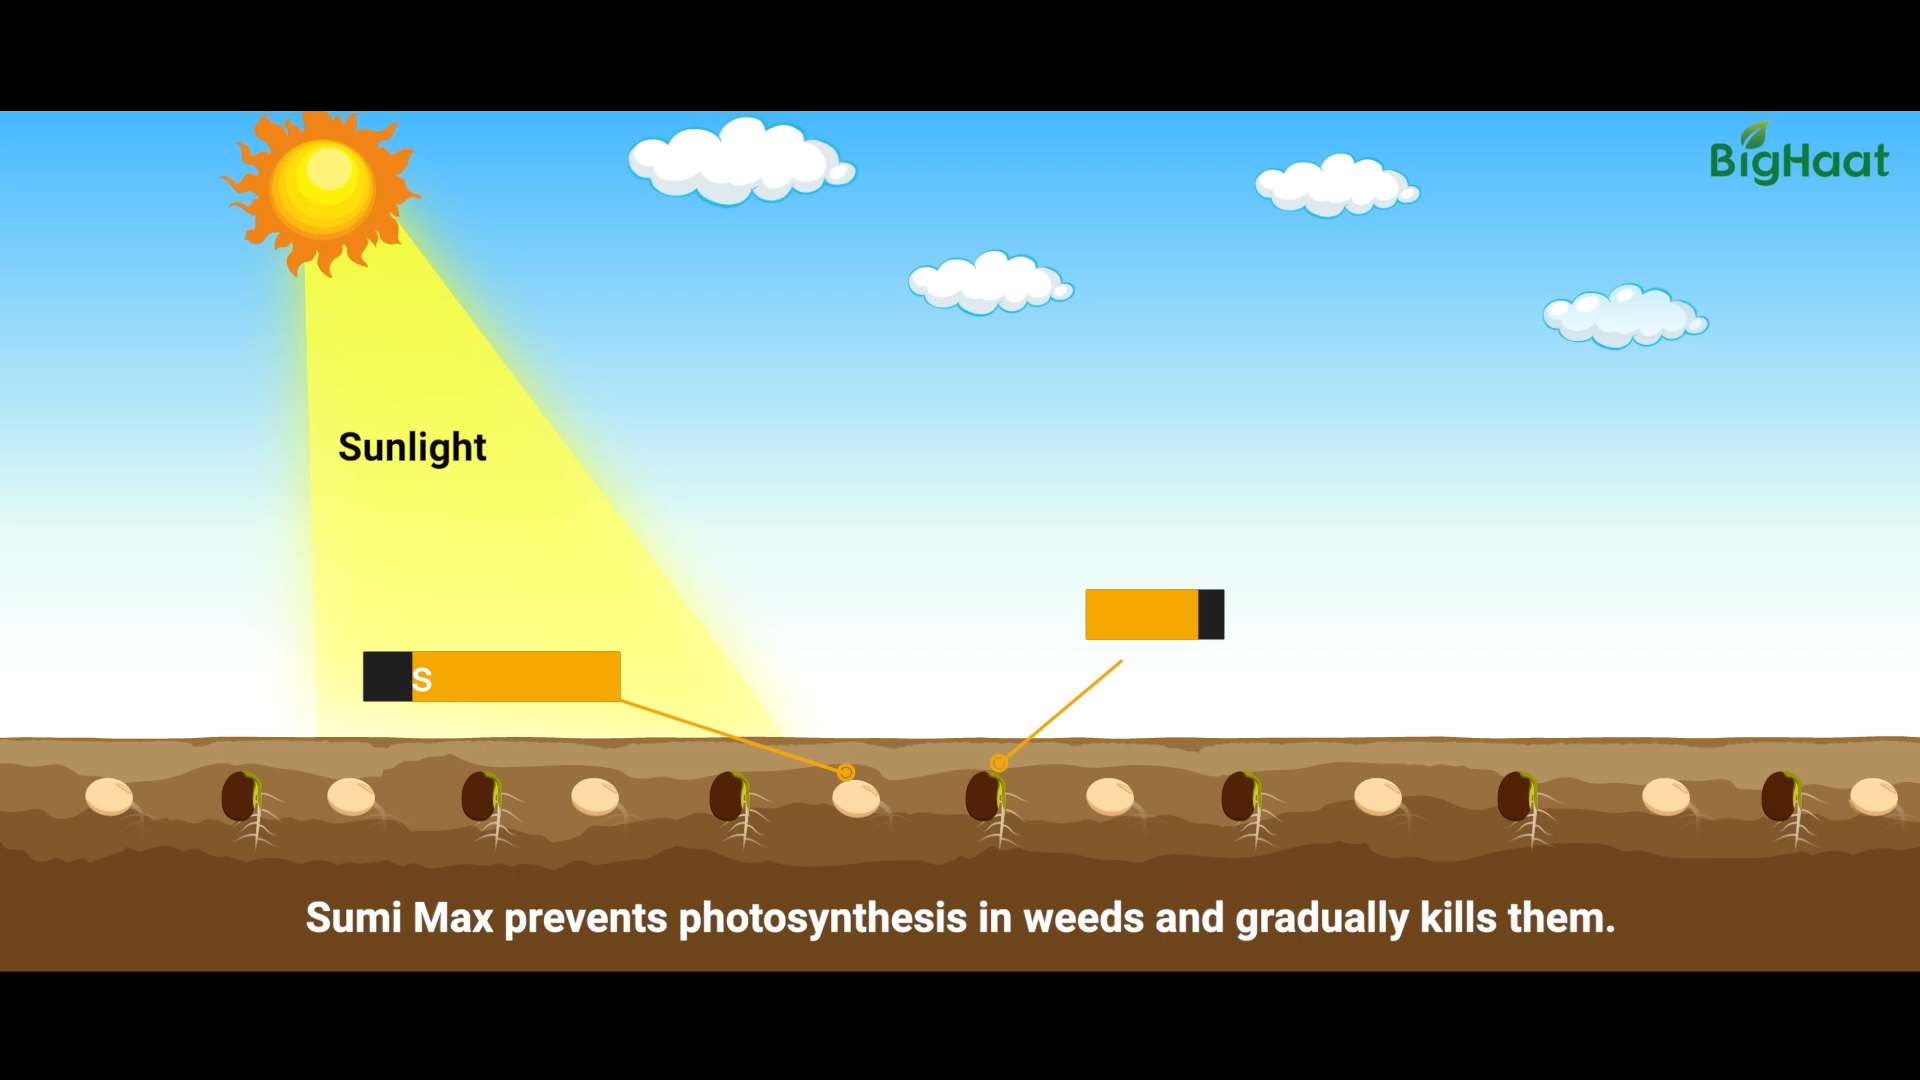 BigHaat
Sunlight
S
Sumi Max prevents photosynthesis in weeds and gradually kills them.